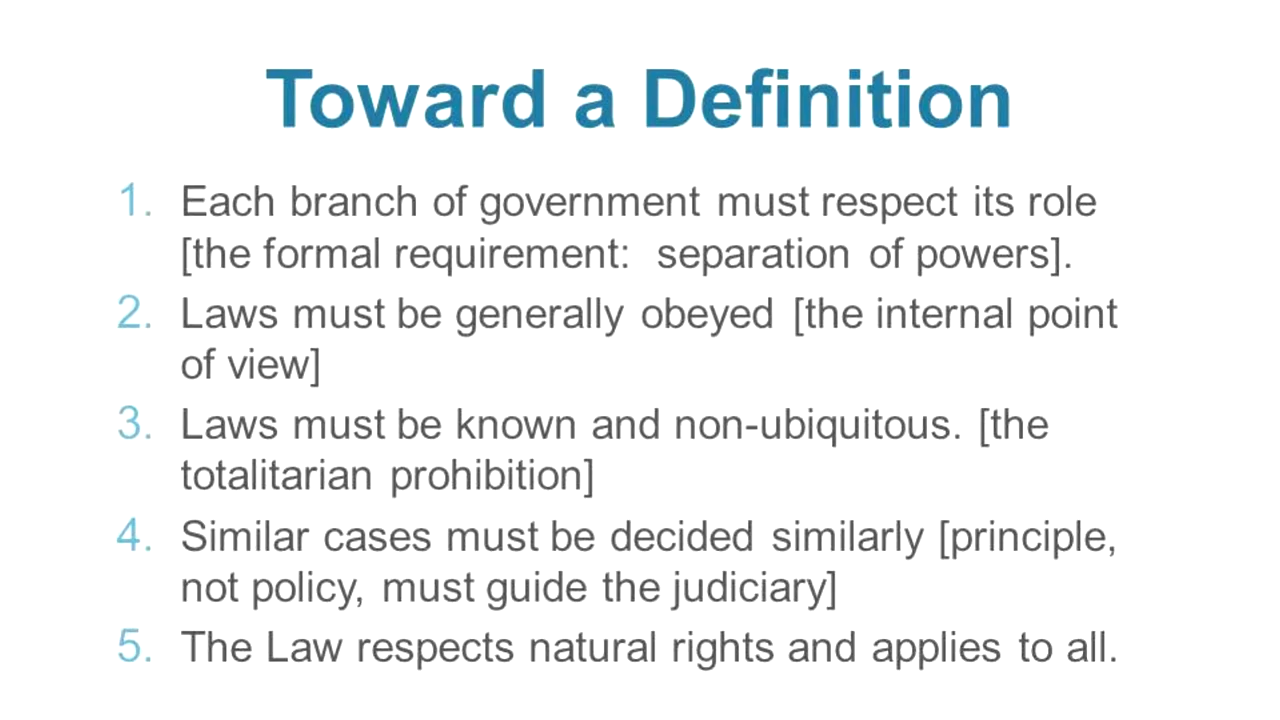 Toward a Definition
1. Each branch of government must respect its role
[the formal requirement: separation of powers].
2. Laws must be generally obeyed [the internal point
of view]
3. Laws must be known and non-ubiquitous. [the
totalitarian prohibition]
4. Similar cases must be decided similarly [principle,
not policy, must guide the judiciary]
5. The Law respects natural rights and applies to all.